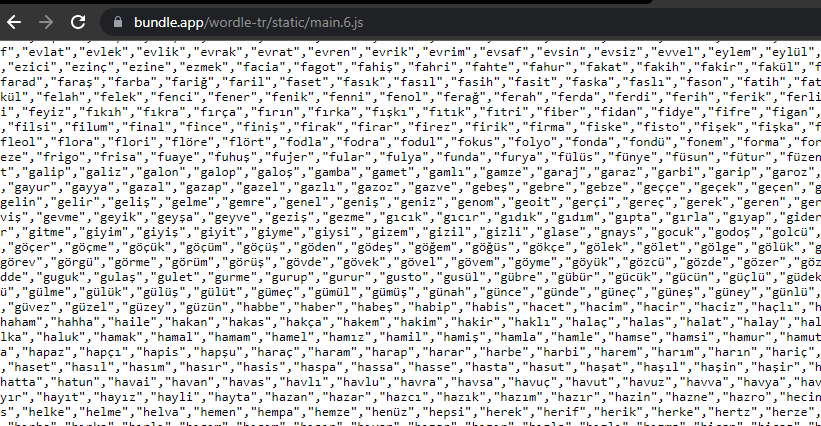 bundle.app/wordle-tr/static/main.6.js
f","evlat","evlek","evlik","evrak","evrat","evren","evrik","evrim","evsaf","evsin","evsiz","evvel","eylem","eylül",
,"ezici","ezinç","ezine","ezmek","facia","fagot","fahiş","fahri","fahte","fahur","fakat","fakih","fakir","fakül","f
farad","faraş","farba","fariğ","faril","faset","fasık","fasıl","fasih","fasit","faska","faslı","fason","fatih","fat
kül","felah","felek","fenci","fener","fenik","fenni","fenol","ferağ","ferah","ferda","ferdi","ferih","ferik","ferli
i","feyiz","fıkıh","fıkra","fırça","fırın","fırka","fışkı","fıtık","fıtri","fiber","fidan","fidye","fifre","figan",
"filsi","filum","final","fince","finiş","firak","firar","firez","firik","firma","fiske","fisto","fişek","fişka","f
fleol","flora","flori","flöre","flört","fodla","fodra","fodul","fokus","folyo","fonda","fondü","fonem","forma","for
eze","frigo","frisa","fuaye","fuhuş","fujer","fular","fulya","funda","furya","fülüs","fünye","füsun","fütur","füzen
t","galip","galiz","galon","galop","galoş","gamba","gamet","gamlı","gamze","garaj","garaz","garbi","garip","garoz",
,"gayur","gayya","gazal","gazap","gazel","gazlı","gazoz","gazve","gebeş","gebre","gebze","geççe","geçek","geçen","g
gelin","gelir","geliş","gelme","gemre","genel","geniş","geniz","genom","geoit","gerçi","gereç","gerek","geren","ger
viş","gevme","geyik","geyşa","geyve","geziş","gezme","gıcık","gıcır","gıdık","gıdım","gıpta","gırla","gıyap","gider
r","gitme","giyim","giyiş","giyit","giyme","giysi","gizem","gizil","gizli","glase","gnays","gocuk","godoş","golcü",
,"göçer","göçme","göçük","göçüm","göçüş","göden","ködeş","göğem","göğüs","gökçe","gölek","gölet","gölge","gölük","g
görev","görgü","görme","görüm","görüş","gövde","gövek","gövel","gövem","göyme","göyük","gözcü","gözde","gözer","göz
dde","guguk","gulaş","gulet","gurme","gurup","gurur","gusto","gusül","gübre","gübür","gücük","gücün","güçlü","güdek
ü","gülme","gülük","gülüş","gülüt","gümeç","gümül","gümüş","günah","günce","günde","güneç","güneş","güney","günlü",
,"güvez","güzel","güzey","güzün","habbe","haber","habeş","habip","habis","hacet","hacim","hacir","haciz","haçlı","h
haham","hahha","haile","hakan","hakas","hakça","hakem","hakim","hakir","haklı","halaç","halas","halat","halay","hal
lka","haluk","hamak","hamal","hamam","hamel","hamız","hamil","hamiş","hamla","hamle","hamse","hamsi","hamur","hamut
a","hapaz","hapçı","hapis","hapşu","haraç","haram","harap","harar","harbe","harbi","harem","harım","harın","hariç",
,"haset","hasıl","hasım","hasır","hasis","haspa","hassa","hasse","hasta","hasut","haşat","haşıl","haşin","haşir","h
hatta","hatun","havai","havan","havas","havlı","havlu","havra","havsa","havuç","havut","havuz","havva","havya","hay
yır","hayıt","hayız","hayli","hayta","hazan","hazar","hazcı","hazık","hazım","hazır","hazin","hazne","hazro","hecin
s","helke","helme","helva","hemen","hempa","hemze","henüz","hepsi","herek","herif","herik","herke","hertz","herze",